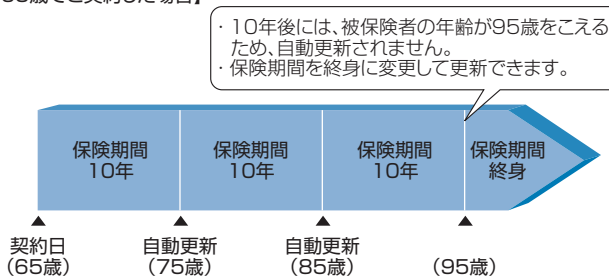 でご契約した場合】
・10年後には、被保険者の年齢が95歳をこえる
ため、自動更新されません。
・保険期間を終身に変更して更新できます。
保険期間
10年
保険期間
10年
保険期間
10年
保険期間
終身
契約日
（65歳）
自動更新
（75歳）
自動更新
（85歳）
（95歳）